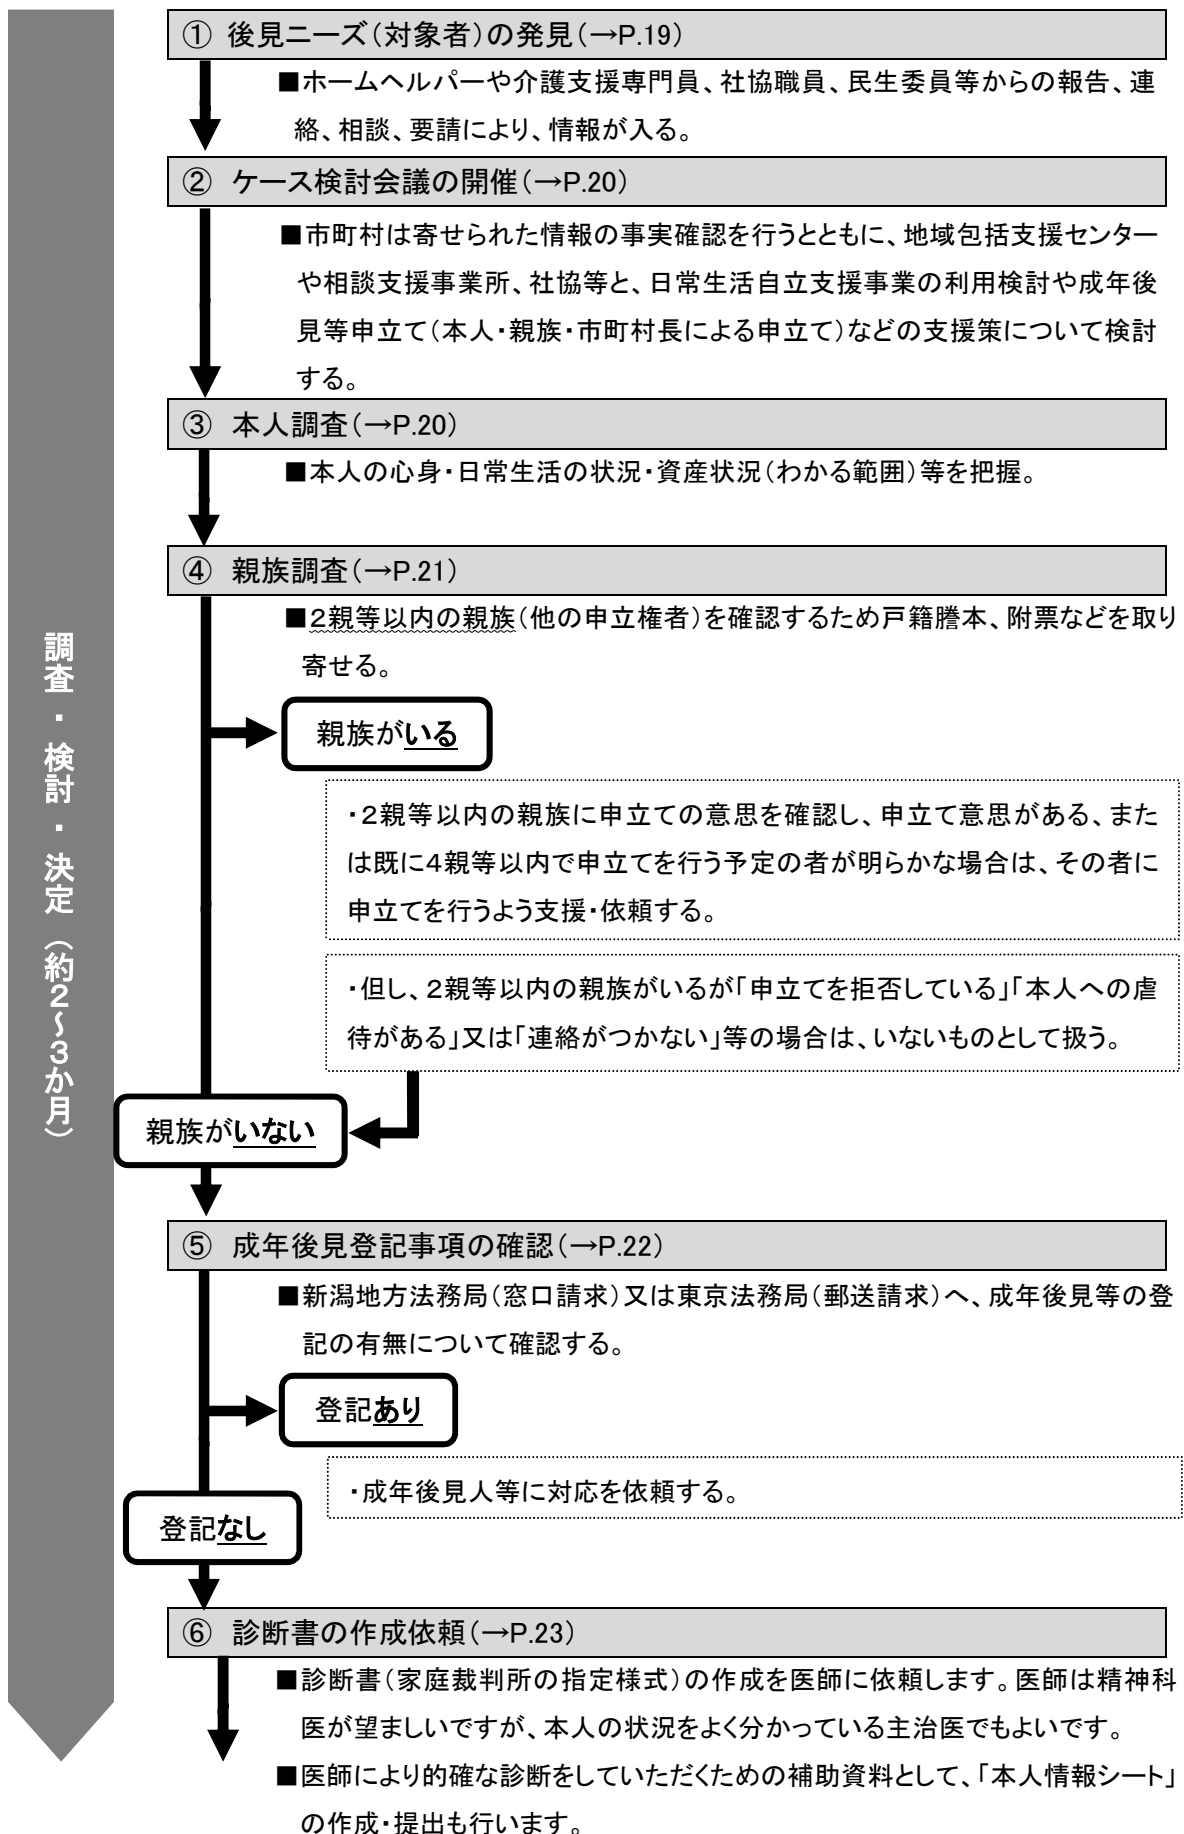 ① 後見ニーズ（対象者）の発見（→P.19）
■ホームヘルパーや介護支援専門員、社協職員、民生委員等からの報告、連
絡、相談、要請により、情報が入る。
② ケース検討会議の開催（→P.20）
■市町村は寄せられた情報の事実確認を行うとともに、地域包括支援センター
や相談支援事業所、社協等と、日常生活自立支援事業の利用検討や成年後
見等申立て（本人・親族・市町村長による申立て）などの支援策について検討
する。
③ 本人調査（→P.20）
■本人の心身・日常生活の状況・資産状況（わかる範囲）等を把握。
④ 親族調査（→P.21）
■２親等以内の親族（他の申立権者）を確認するため戸籍謄本、附票などを取り
寄せる。
親族がいる
・２親等以内の親族に申立ての意思を確認し、申立て意思がある、また
は既に４親等以内で申立てを行う予定の者が明らかな場合は、その者に
申立てを行うよう支援・依頼する。
・但し、２親等以内の親族がいるが「申立てを拒否している」「本人への虐
待がある」又は「連絡がつかない」等の場合は、いないものとして扱う。
親族がいない
⑤ 成年後見登記事項の確認（→P.22）
■新潟地方法務局（窓口請求）又は東京法務局（郵送請求）へ、成年後見等の登
記の有無について確認する。
登記あり
・成年後見人等に対応を依頼する。
登記なし
⑥ 診断書の作成依頼（→P.23）
■診断書（家庭裁判所の指定様式）の作成を医師に依頼します。医師は精神科
医が望ましいですが、本人の状況をよく分かっている主治医でもよいです。
■医師により的確な診断をしていただくための補助資料として、「本人情報シート」
の作成・提出も行います。
調査・検討・決定（約２～３か月）